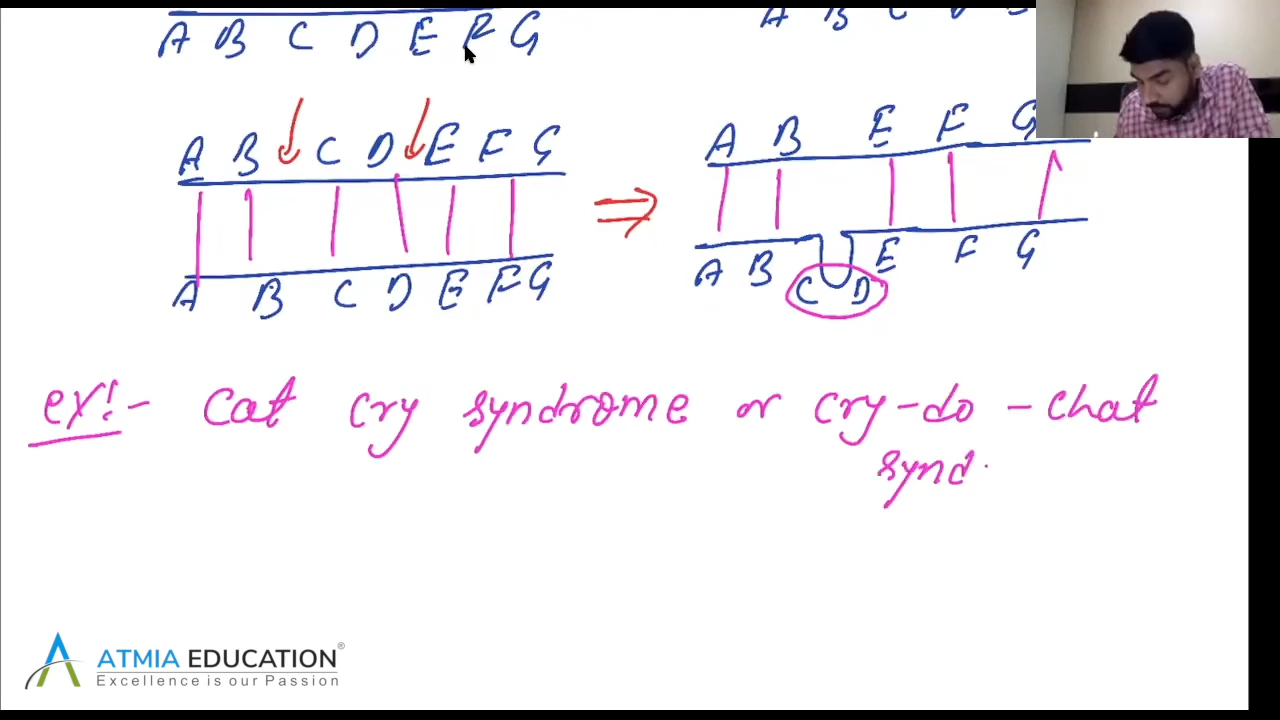 A B C D E F G
A B C D E F G
A B C D E F G
A B E F G
A B C D E F G
ex:- Cat cry syndrome or cry-do-chat
synd.
ATMIA EDUCATION®
Excellence is our Passion